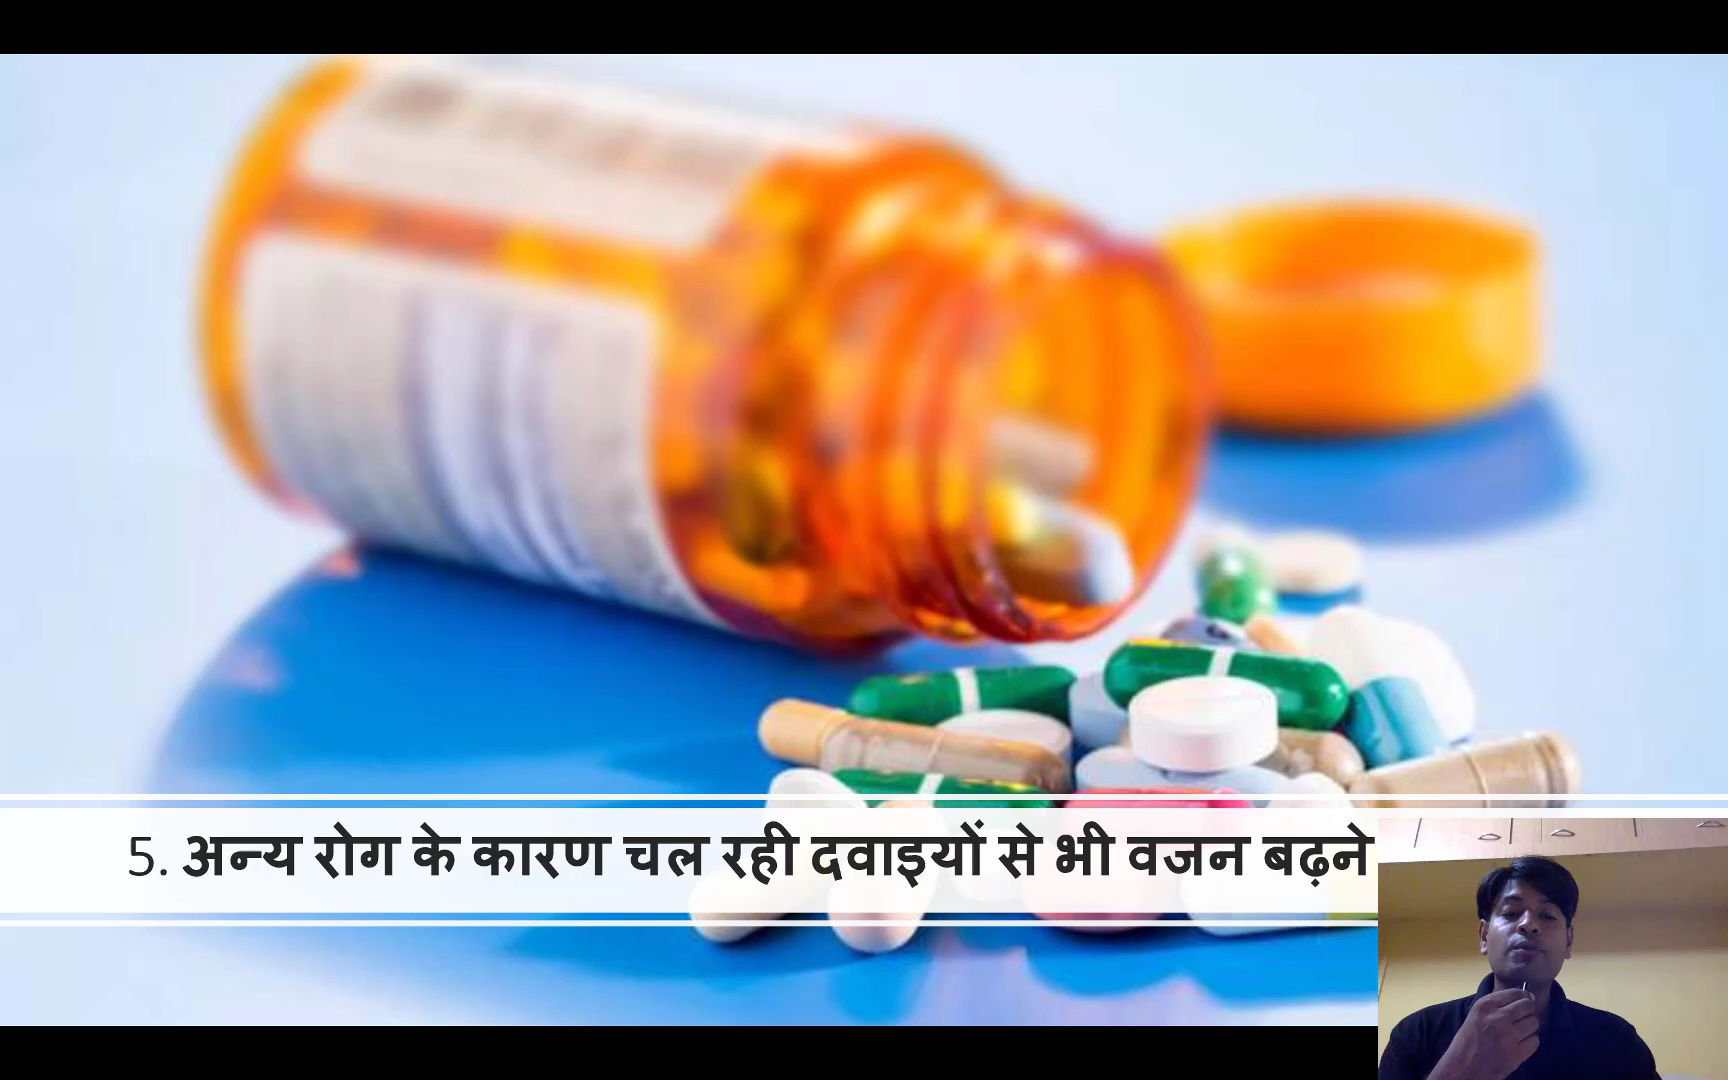 5. अन्य रोग के कारण चल रही दवाइयों से भी वजन बढ़ने